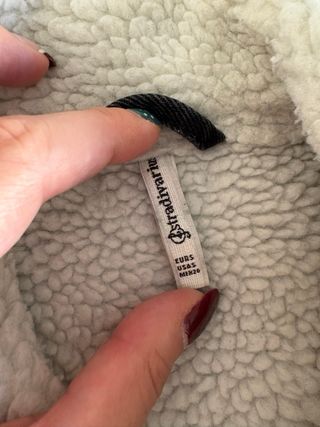 stradivarius
EUR S
USA S
MEX 26